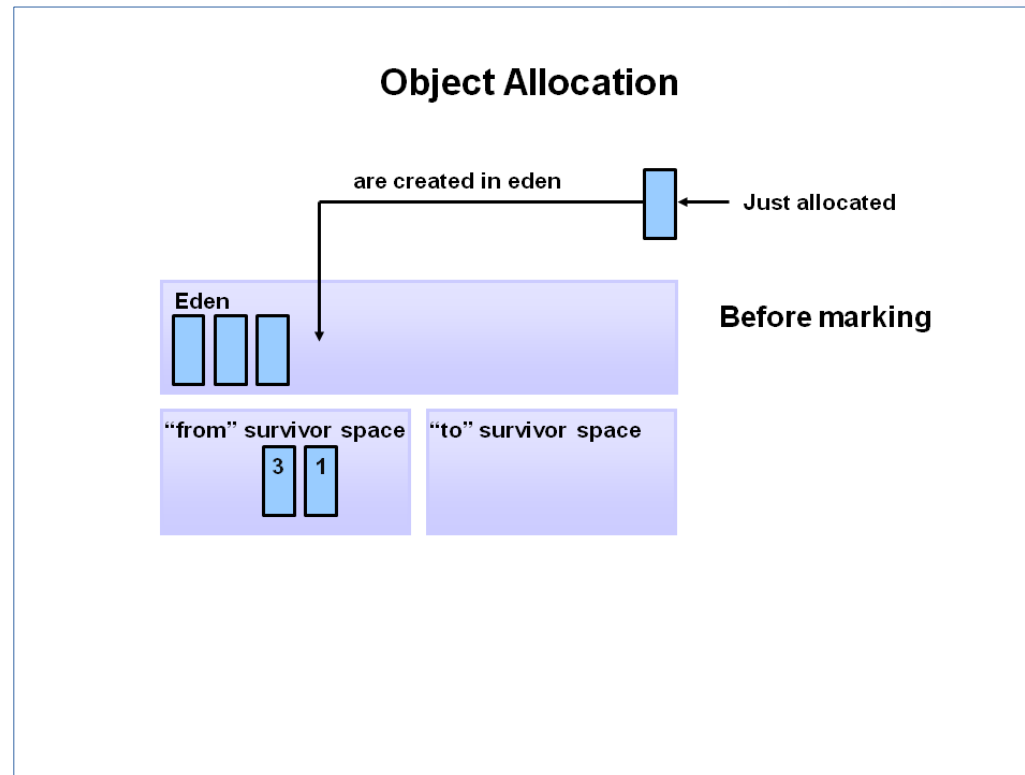 Object Allocation
are created in eden
Just allocated
Eden
Before marking
“from” survivor space
“to” survivor space
3 1